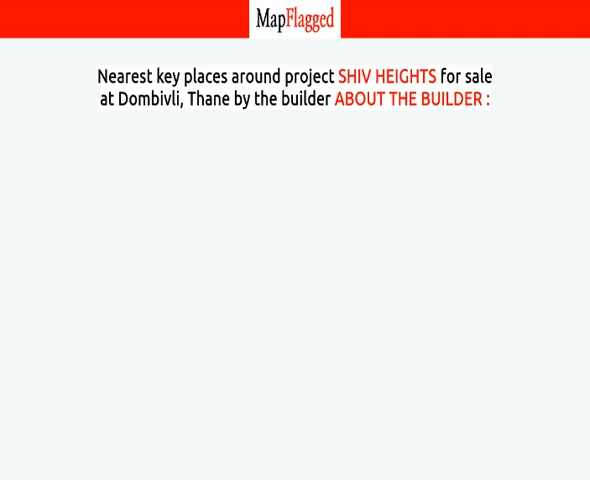 MapFlagged
Nearest key places around project SHIV HEIGHTS for sale
at Dombivli, Thane by the builder ABOUT THE BUILDER :